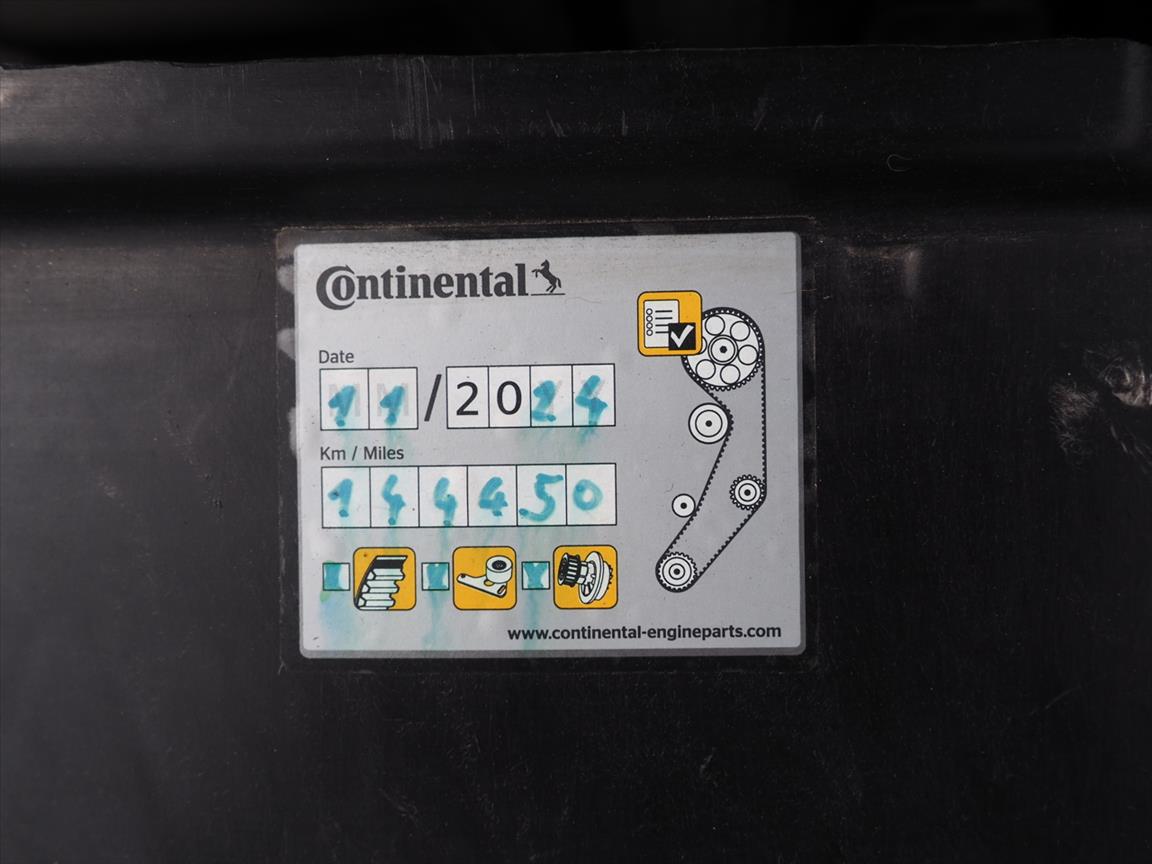 Continental
Date
11/2024
Km / Miles
144450
www.continental-engineparts.com